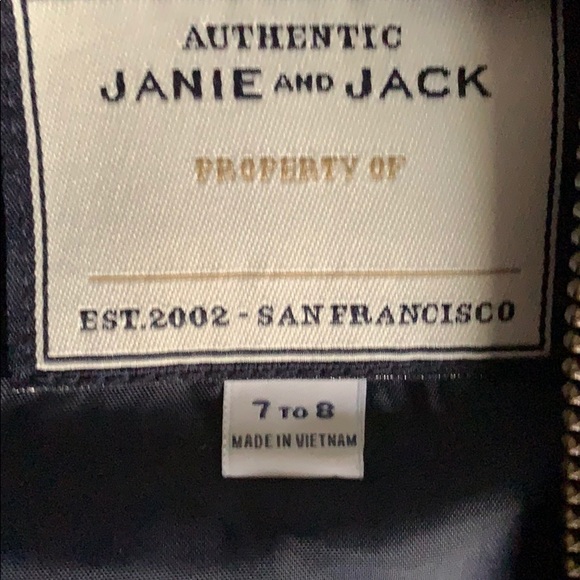 AUTHENTIC
JANIE AND JACK
PROPERTY OF
EST.2002 - SAN FRANCISCO
7 TO 8
MADE IN VIETNAM